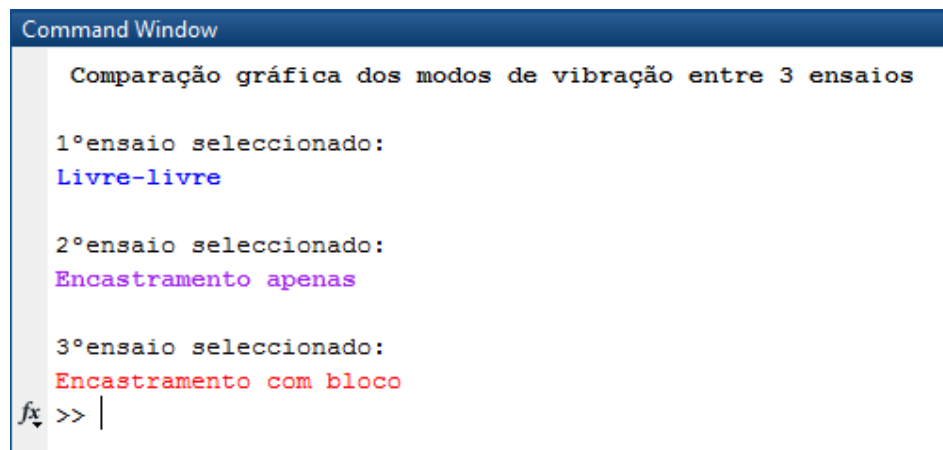 Command Window
Comparação gráfica dos modos de vibração entre 3 ensaios
1ºensaio seleccionado:
Livre-livre
2ºensaio seleccionado:
Encastramento apenas
3ºensaio seleccionado:
Encastramento com bloco
fx >>